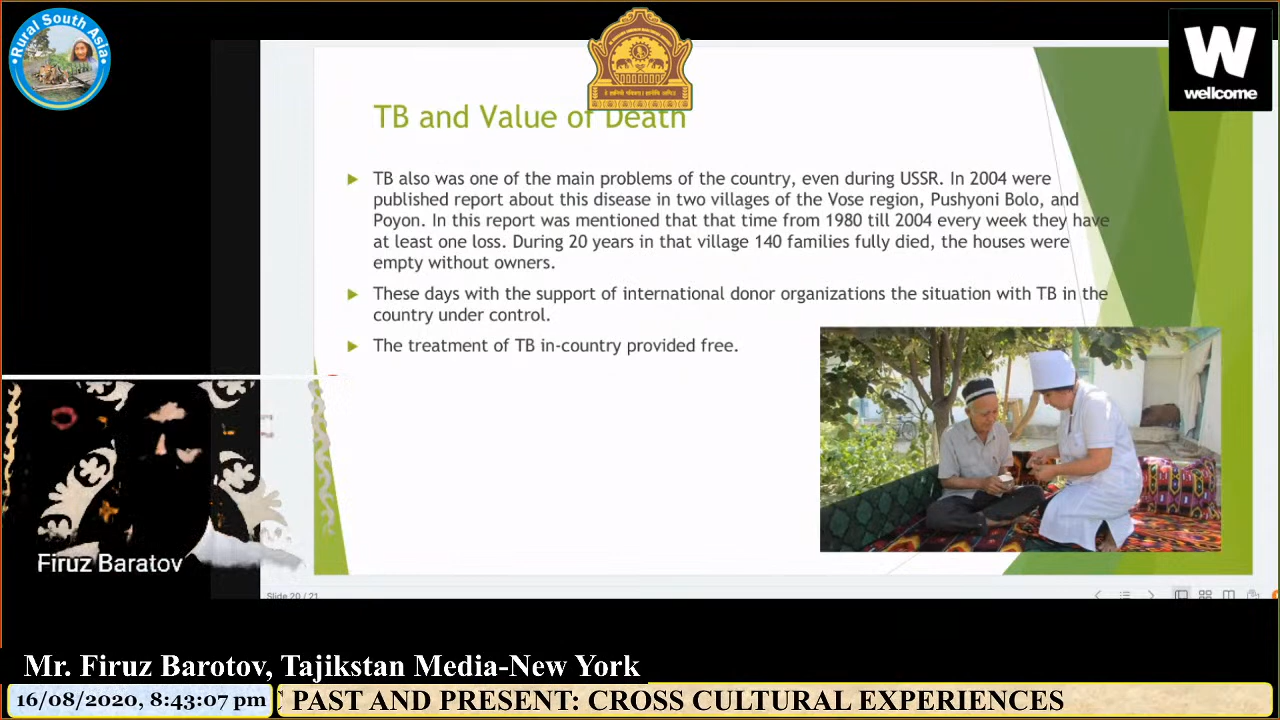 Rural South Asia
W
wellcome
TB and Value of Death
TB also was one of the main problems of the country, even during USSR. In 2004 were
published report about this disease in two villages of the Vose region, Pushyoni Bolo, and
Poyon. In this report was mentioned that that time from 1980 till 2004 every week they have
at least one loss. During 20 years in that village 140 families fully died, the houses were
empty without owners.
These days with the support of international donor organizations the situation with TB in the
country under control.
The treatment of TB in-country provided free.
Firuz Baratov
Slide 20 / 21
Mr. Firuz Barotov, Tajikstan Media-New York
16/08/2020, 8:43:07 pm
PAST AND PRESENT: CROSS CULTURAL EXPERIENCES